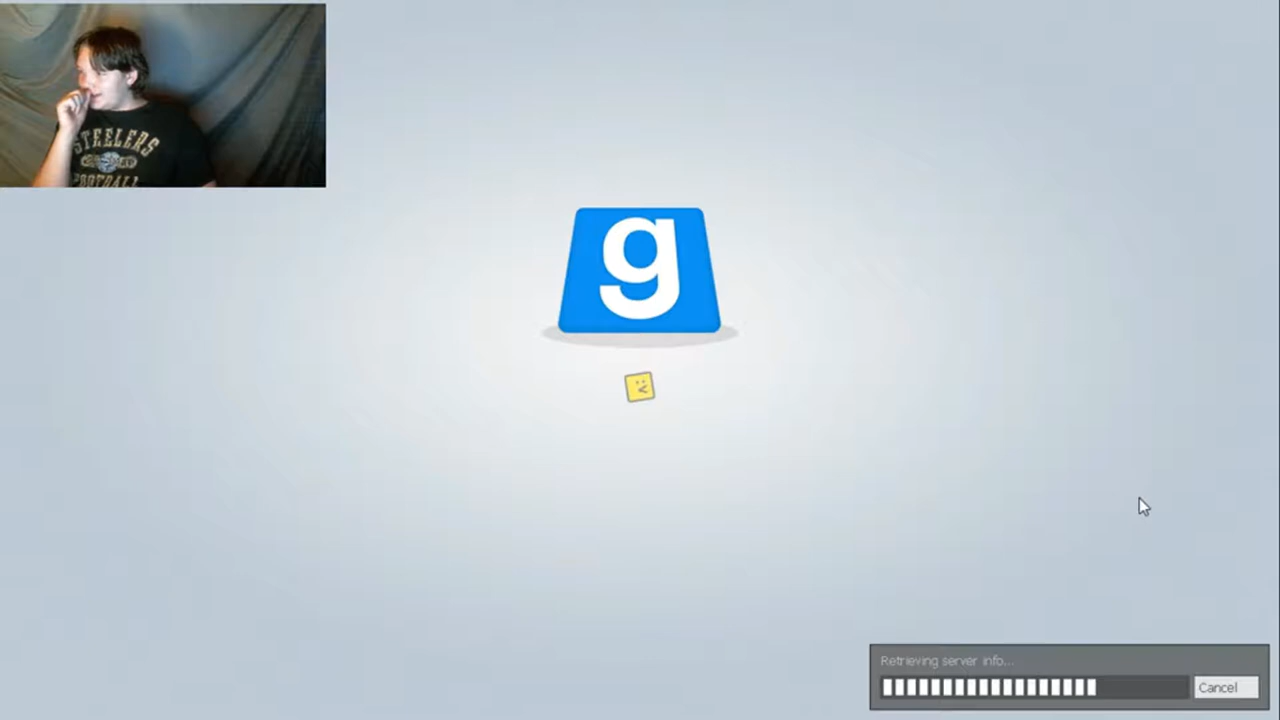 STEELERS
FOOTBALL
g
Retrieving server info...
Cancel